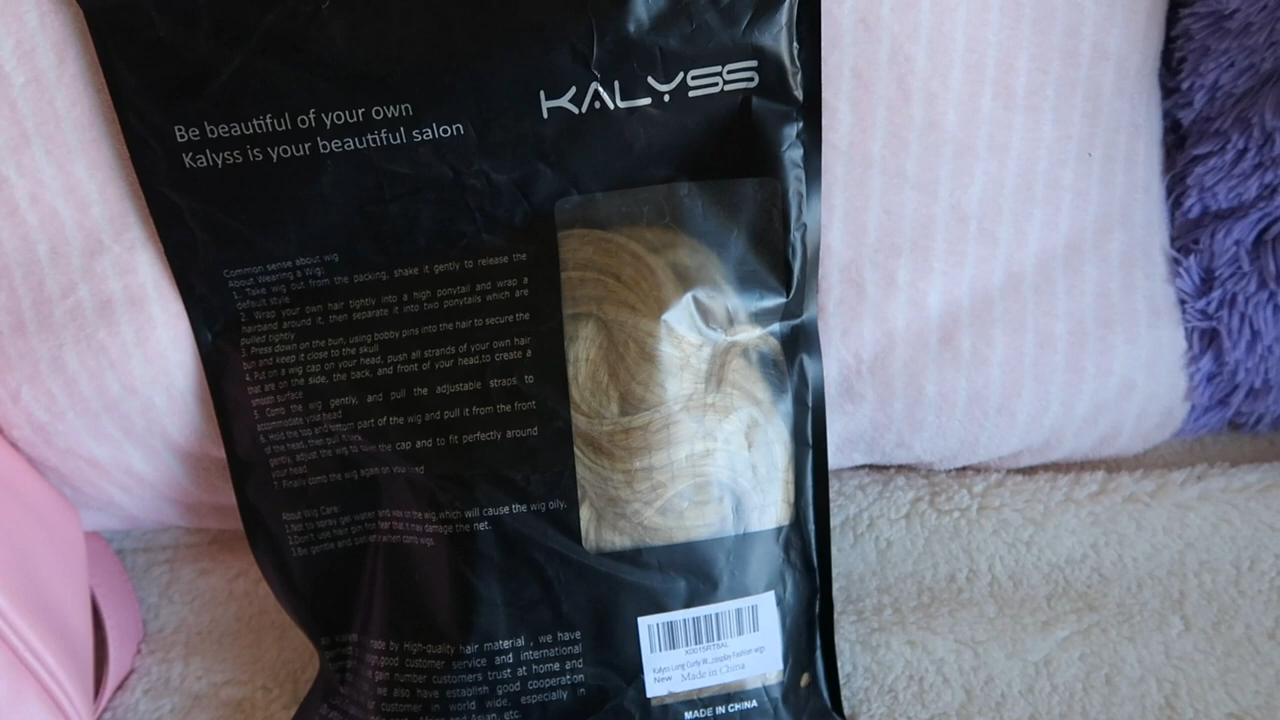 KALYSS
Be beautiful of your own
Kalyss is your beautiful salon
Common sense about wig
About Wearing a Wig:
1. Take wig out from the packing, shake it gently to release the
default style
2. Wrap your own hair tightly into a high ponytail and wrap a
hairband around it, then separate it into two ponytails which are
pulled tightly
3. Press down on the bun, using bobby pins into the hair to secure the
bun and keep it close to the skull
4. Put on a wig cap on your head, push all strands of your own hair
that are on the side, the back, and front of your head,to create a
smooth surface
5. Comb the wig gently, and pull the adjustable straps to
accommodate your head
6. Hold the top and bottom part of the wig and pull it from the front
of the head, then pull it back
gently, adjust the wig to the cap and to fit perfectly around
your head
7. Finally comb the wig again on your head
About Wig Care:
1.Not to spray gel water and wax on the wig,which will cause the wig oily.
2.Don't use hair pin for fear that it may damage the net.
3.Be gentle and patient when comb wigs.
made by High-quality hair material , we have
high,good customer service and international
gain number customers trust at home and
we also have establish good cooperation
customer in world wide, especially in
and Asian, etc.
X0015RT8AL
Kalyss Long Curly W...cosplay Fashion wigs
New Made in China
MADE IN CHINA